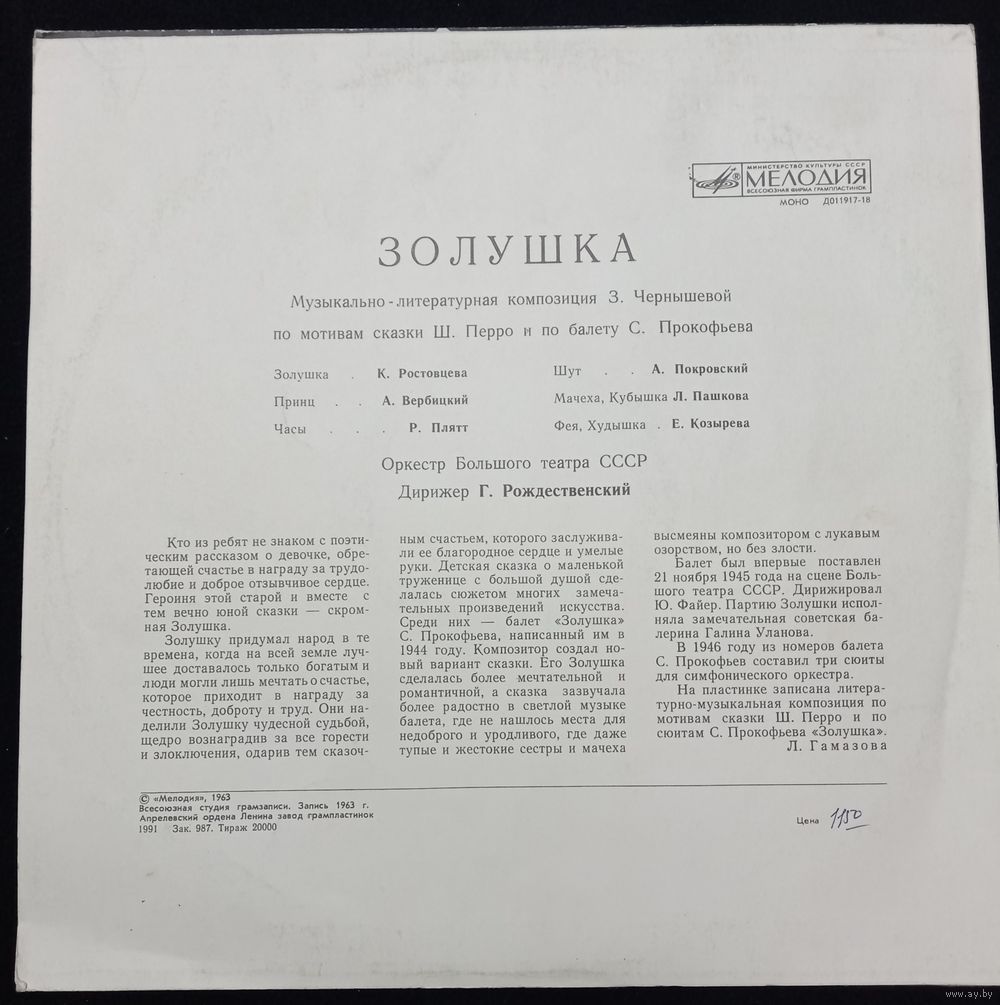 МИНИСТЕРСТВО КУЛЬТУРЫ СССР
МЕЛОДИЯ
ВСЕСОЮЗНАЯ ФИРМА ГРАМПЛАСТИНОК
МОНО Д011917-18
ЗОЛУШКА
Музыкально-литературная композиция З. Чернышевой
по мотивам сказки Ш. Перро и по балету С. Прокофьева
Золушка . К. Ростовцева
Принц . . А. Вербицкий
Часы . . . Р. Плятт
Шут . . А. Покровский
Мачеха, Кубышка Л. Пашкова
Фея, Худышка . Е. Козырева
Оркестр Большого театра СССР
Дирижер Г. Рождественский
Кто из ребят не знаком с поэти-
ческим рассказом о девочке, обре-
тающей счастье в награду за трудо-
любие и доброе отзывчивое сердце.
Героиня этой старой и вместе с
тем вечно юной сказки — скром-
ная Золушка.
Золушку придумал народ в те
времена, когда на всей земле луч-
шее доставалось только богатым и
люди могли лишь мечтать о счастье,
которое приходит в награду за
честность, доброту и труд. Они на-
делили Золушку чудесной судьбой,
щедро вознаградив за все горести
и злоключения, одарив тем сказоч-
ным счастьем, которого заслужива-
ли ее благородное сердце и умелые
руки. Детская сказка о маленькой
труженице с большой душой сде-
лалась сюжетом многих замеча-
тельных произведений искусства.
Среди них — балет «Золушка»
С. Прокофьева, написанный им в
1944 году. Композитор создал но-
вый вариант сказки. Его Золушка
сделалась более мечтательной и
романтичной, а сказка зазвучала
более радостно в светлой музыке
балета, где не нашлось места для
недоброго и уродливого, где даже
тупые и жестокие сестры и мачеха
высмеяны композитором с лукавым
озорством, но без злости.
Балет был впервые поставлен
21 ноября 1945 года на сцене Боль-
шого театра СССР. Дирижировал
Ю. Файер. Партию Золушки испол-
няла замечательная советская ба-
лерина Галина Уланова.
В 1946 году из номеров балета
С. Прокофьев составил три сюиты
для симфонического оркестра.
На пластинке записана литера-
турно-музыкальная композиция по
мотивам сказки Ш. Перро и по
сюитам С. Прокофьева «Золушка».
Л. Гамазова
© «Мелодия», 1963
Всесоюзная студия грамзаписи. Запись 1963 г.
Апрелевский ордена Ленина завод грампластинок
1991 Зак. 987. Тираж 20000
Цена 1150
www.ay.by